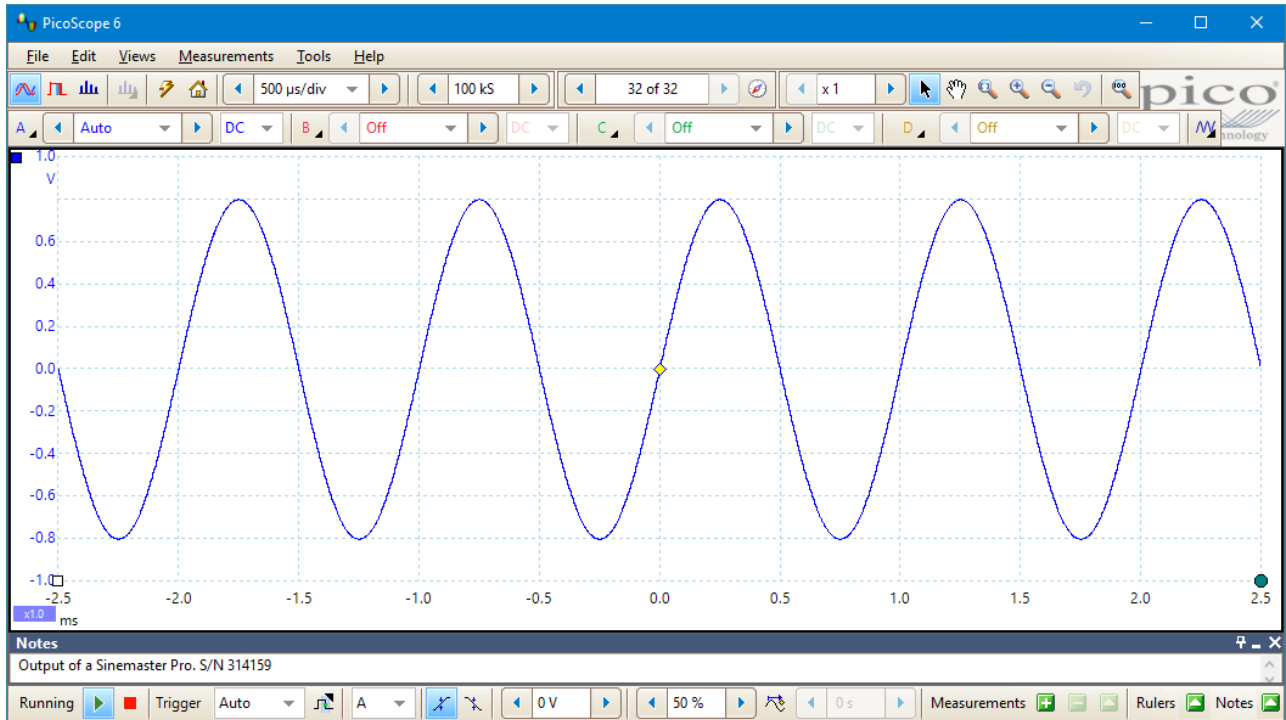 PicoScope 6
File Edit Views Measurements Tools Help
500 µs/div 100 kS 32 of 32 x 1 100 pico
A Auto DC B Off DC C Off DC D Off DC Technology
1.0
V
0.6
0.4
0.2
0.0
-0.2
-0.4
-0.6
-0.8
-1.0
-2.5 -2.0 -1.5 -1.0 -0.5 0.0 0.5 1.0 1.5 2.0 2.5
x1.0 ms
Notes
Output of a Sinemaster Pro. S/N 314159
Running Trigger Auto A 0 V 50 % 0 s Measurements Rulers Notes